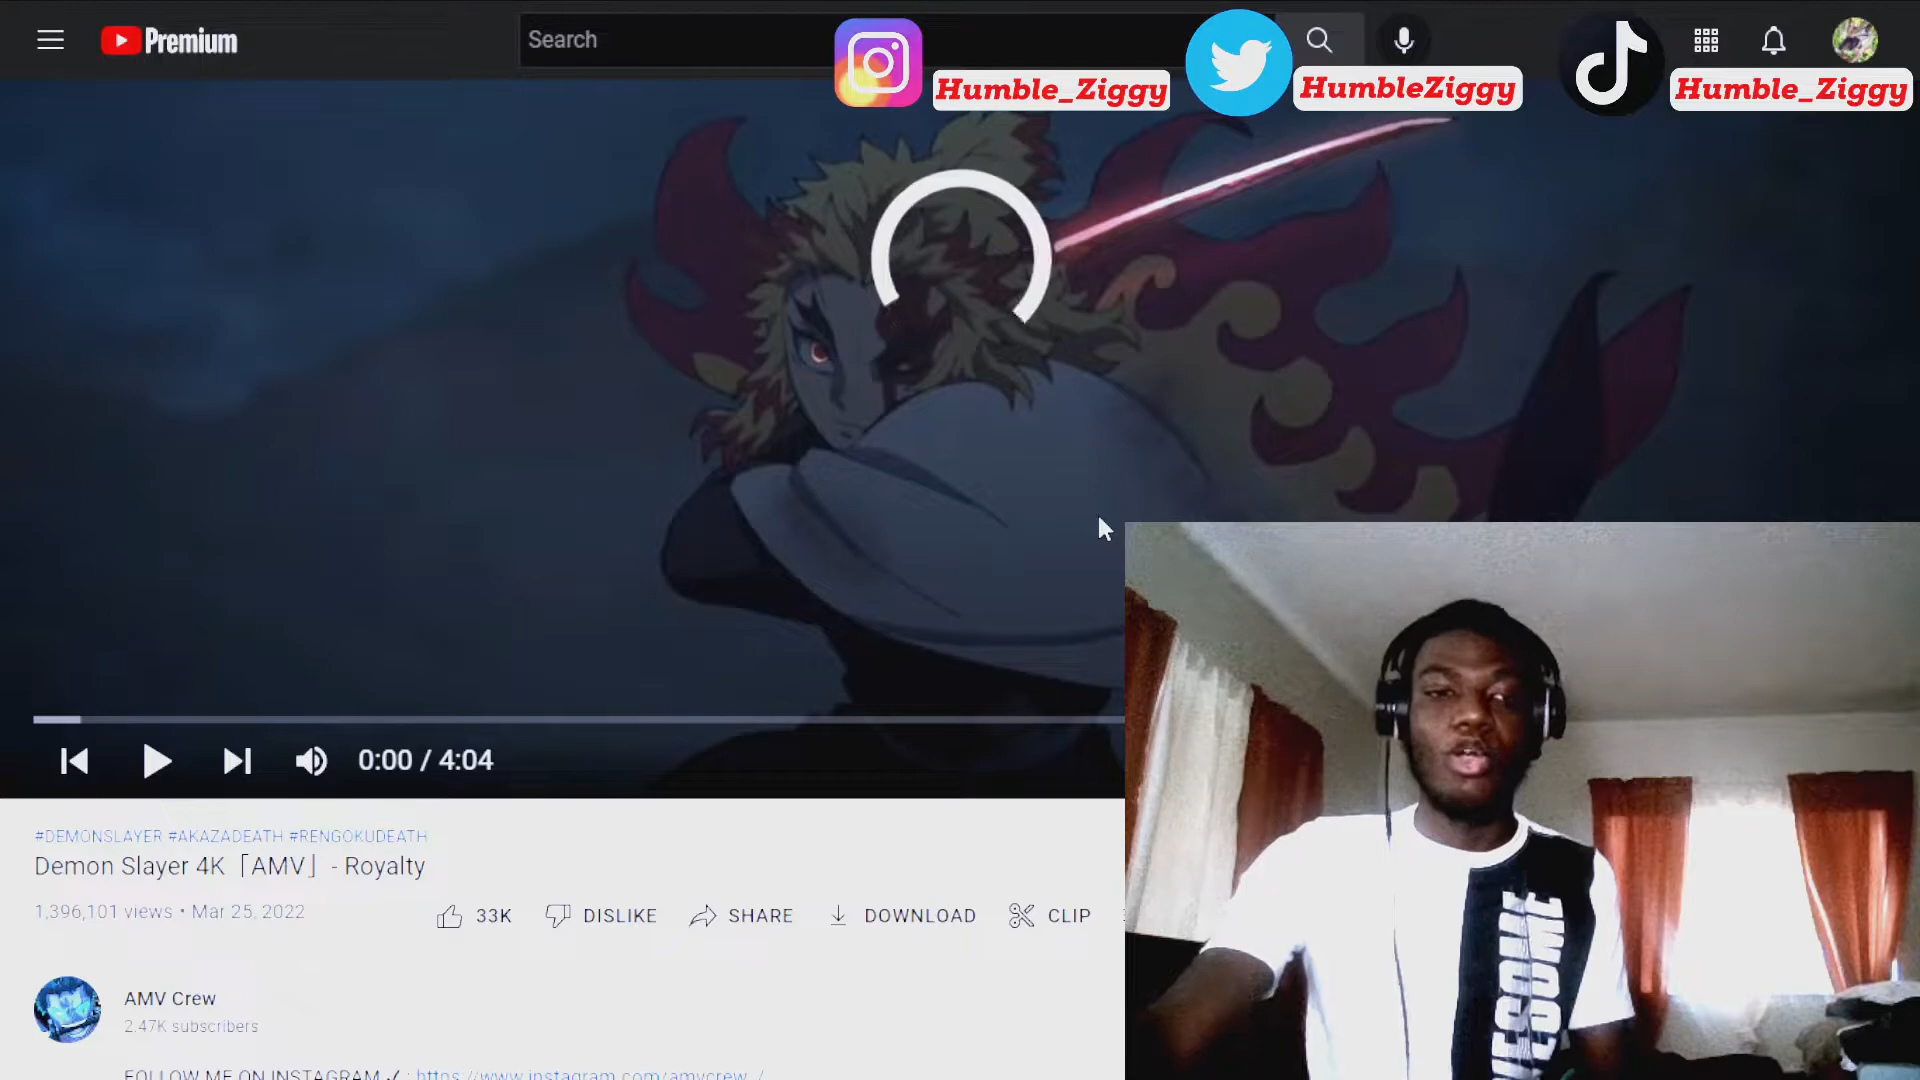 Premium
Search
Humble_Ziggy
HumbleZiggy
Humble_Ziggy
0:00 / 4:04
#DEMONSLAYER #AKAZADEATH #RENGOKUDEATH
Demon Slayer 4K「AMV」 - Royalty
1,396,101 views • Mar 25, 2022
33K
DISLIKE
SHARE
DOWNLOAD
CLIP
AMV Crew
2.47K subscribers
FOLLOW ME ON INSTAGRAM ✓ : https://www.instagram.com/amvcrew_/
AWESOME